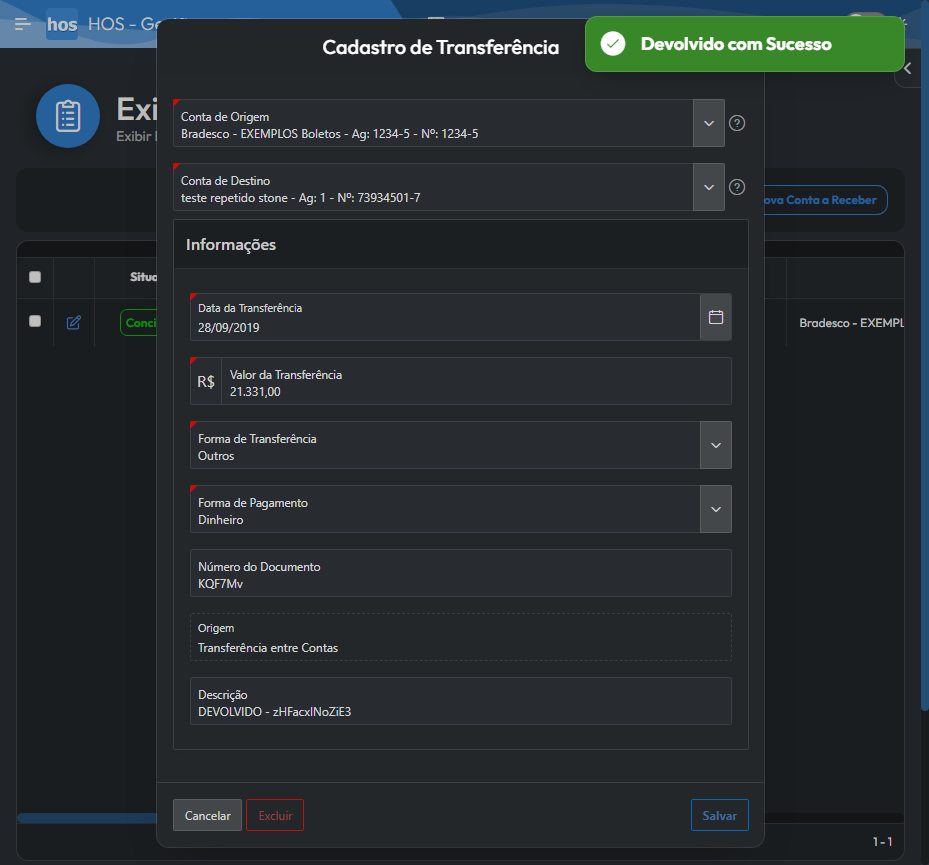 hos HOS - Ge
Devolvido com Sucesso
Cadastro de Transferência
Exi
Exibir
Conta de Origem
Bradesco - EXEMPLOS Boletos - Ag: 1234-5 - Nº: 1234-5
Conta de Destino
teste repetido stone - Ag: 1 - Nº: 73934501-7
ova Conta a Receber
Informações
Situa
Data da Transferência
28/09/2019
Conci
Bradesco - EXEMPL
R$
Valor da Transferência
21.331,00
Forma de Transferência
Outros
Forma de Pagamento
Dinheiro
Número do Documento
KQF7Mv
Origem
Transferência entre Contas
Descrição
DEVOLVIDO - zHFacxINoZiE3
Cancelar
Excluir
Salvar
1 - 1